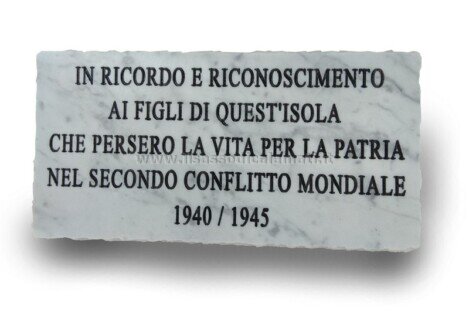 IN RICORDO E RICONOSCIMENTO
AI FIGLI DI QUEST'ISOLA
CHE PERSERO LA VITA PER LA PATRIA
NEL SECONDO CONFLITTO MONDIALE
1940 / 1945